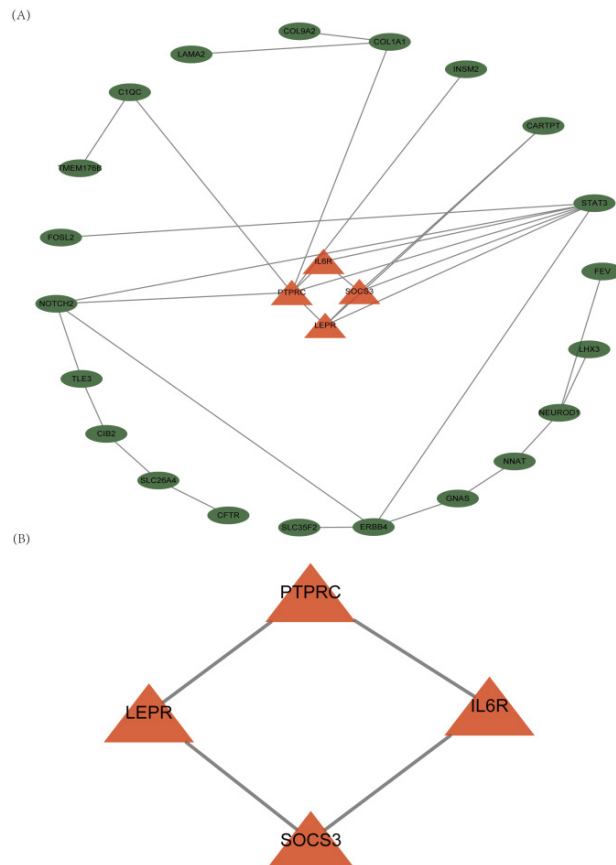 (A)
COL9A2
COL1A1
LAMA2
INSM2
C1QC
CARTPT
TMEM176B
STAT3
FOSL2
IL6R
FEV
PTPRC
SOCS3
NOTCH2
LEPR
LHX3
TLE3
NEUROD1
CIB2
NNAT
SLC26A4
GNAS
CFTR
SLC35F2
ERBB4
(B)
PTPRC
LEPR
IL6R
SOCS3